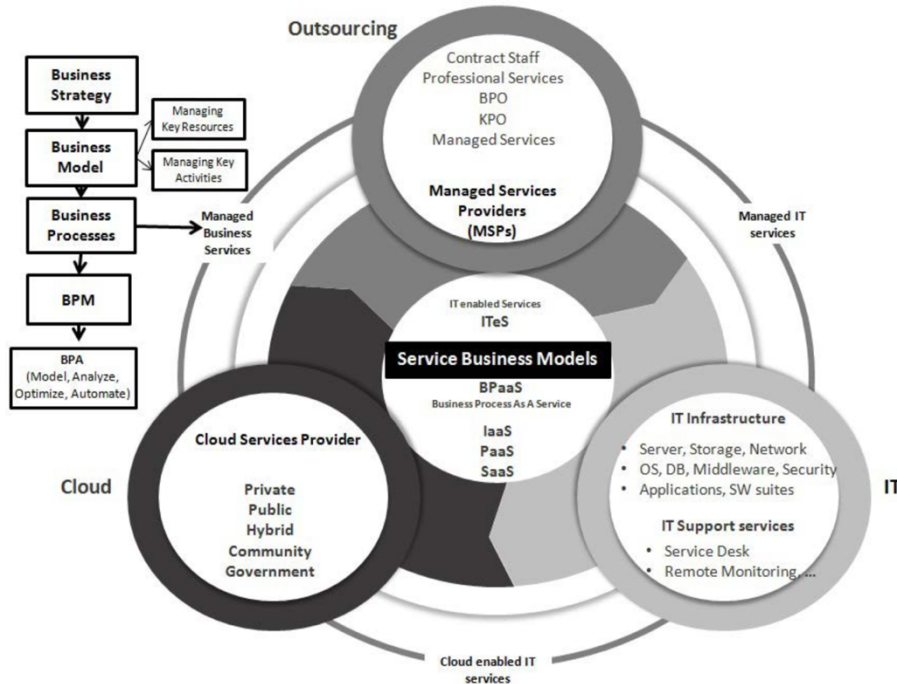 Outsourcing
Contract Staff
Professional Services
BPO
KPO
Managed Services
Managed Services
Providers
(MSPs)
Business
Strategy
Managing
Key Resources
Business
Model
Managing Key
Activities
Business
Processes
Managed
Business
Services
BPM
BPA
(Model, Analyze,
Optimize, Automate)
Managed IT
services
IT enabled Services
ITeS
Service Business Models
BPaaS
Business Process As A Service
IaaS
PaaS
SaaS
Cloud
Cloud Services Provider
Private
Public
Hybrid
Community
Government
IT
IT Infrastructure
• Server, Storage, Network
• OS, DB, Middleware, Security
• Applications, SW suites
IT Support services
• Service Desk
• Remote Monitoring, ...
Cloud enabled IT
services